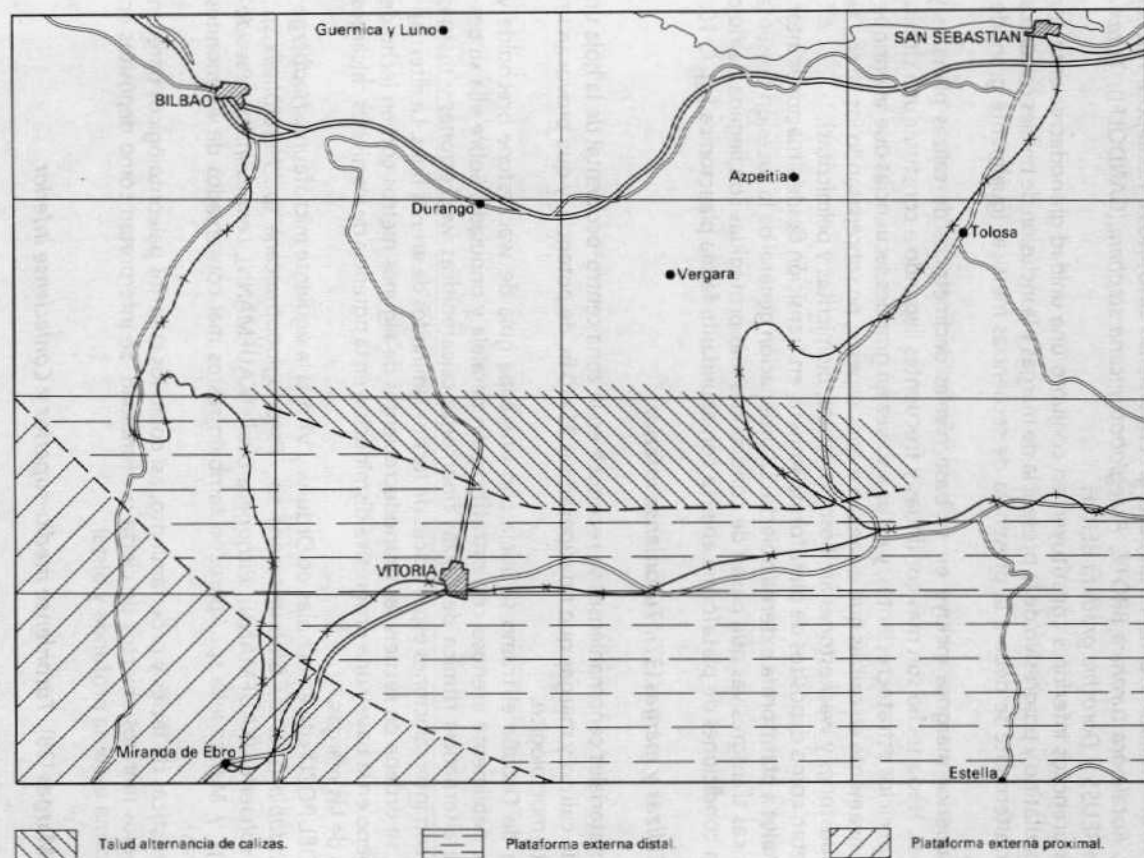 Guernica y Luno
SAN SEBASTIAN
BILBAO
Azpeitia
Durango
Tolosa
Vergara
VITORIA
Miranda de Ebro
Estella
Talud alternancia de calizas.
Plataforma externa distal.
Plataforma externa proximal.